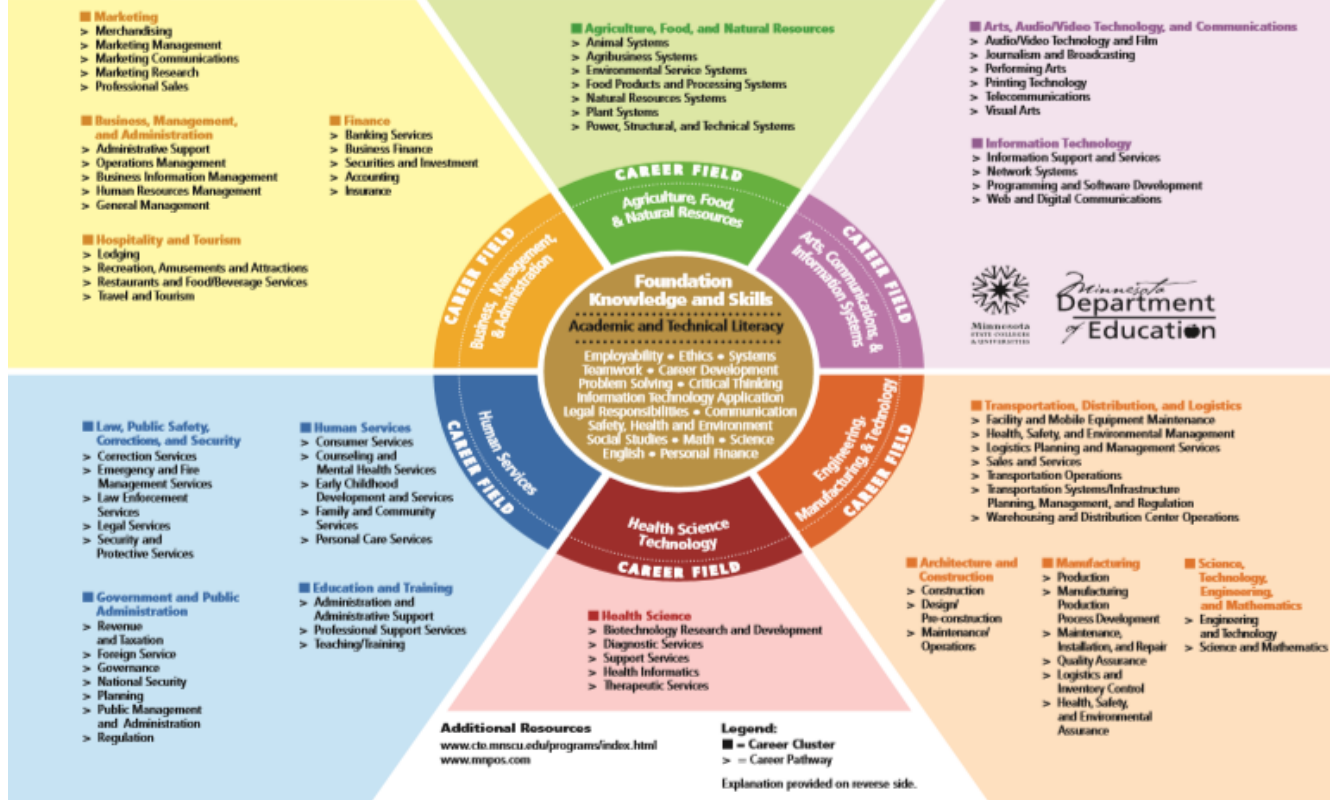 ■ Marketing
> Merchandising
> Marketing Management
> Marketing Communications
> Marketing Research
> Professional Sales
■ Business, Management,
and Administration
> Administrative Support
> Operations Management
> Business Information Management
> Human Resources Management
> General Management
■ Finance
> Banking Services
> Business Finance
> Securities and Investment
> Accounting
> Insurance
■ Hospitality and Tourism
> Lodging
> Recreation, Amusements and Attractions
> Restaurants and Food/Beverage Services
> Travel and Tourism
■ Agriculture, Food, and Natural Resources
> Animal Systems
> Agribusiness Systems
> Environmental Service Systems
> Food Products and Processing Systems
> Natural Resources Systems
> Plant Systems
> Power, Structural, and Technical Systems
■ Arts, Audio/Video Technology, and Communications
> Audio/Video Technology and Film
> Journalism and Broadcasting
> Performing Arts
> Printing Technology
> Telecommunications
> Visual Arts
■ Information Technology
> Information Support and Services
> Network Systems
> Programming and Software Development
> Web and Digital Communications
Minnesota
STATE COLLEGES
& UNIVERSITIES
Minnesota
Department
of Education
CAREER FIELD
Agriculture, Food,
& Natural Resources
CAREER FIELD
Business, Management,
& Administration
CAREER FIELD
Arts, Communications, &
Information Systems
Foundation
Knowledge and Skills
Academic and Technical Literacy
Employability • Ethics • Systems
Teamwork • Career Development
Problem Solving • Critical Thinking
Information Technology Application
Legal Responsibilities • Communication
Safety, Health and Environment
Social Studies • Math • Science
English • Personal Finance
Human Services
CAREER FIELD
Engineering,
Manufacturing, & Technology
CAREER FIELD
Health Science
Technology
CAREER FIELD
■ Law, Public Safety,
Corrections, and Security
> Correction Services
> Emergency and Fire
Management Services
> Law Enforcement
Services
> Legal Services
> Security and
Protective Services
■ Human Services
> Consumer Services
> Counseling and
Mental Health Services
> Early Childhood
Development and Services
> Family and Community
Services
> Personal Care Services
■ Government and Public
Administration
> Revenue
and Taxation
> Foreign Service
> Governance
> National Security
> Planning
> Public Management
and Administration
> Regulation
■ Education and Training
> Administration and
Administrative Support
> Professional Support Services
> Teaching/Training
■ Health Science
> Biotechnology Research and Development
> Diagnostic Services
> Support Services
> Health Informatics
> Therapeutic Services
■ Transportation, Distribution, and Logistics
> Facility and Mobile Equipment Maintenance
> Health, Safety, and Environmental Management
> Logistics Planning and Management Services
> Sales and Services
> Transportation Operations
> Transportation Systems/Infrastructure
Planning, Management, and Regulation
> Warehousing and Distribution Center Operations
■ Architecture and
Construction
> Construction
> Design/
Pre-construction
> Maintenance/
Operations
■ Manufacturing
> Production
> Manufacturing
Production
Process Development
> Maintenance,
Installation, and Repair
> Quality Assurance
> Logistics and
Inventory Control
> Health, Safety,
and Environmental
Assurance
■ Science,
Technology,
Engineering,
and Mathematics
> Engineering
and Technology
> Science and Mathematics
Additional Resources
www.cte.mnscu.edu/programs/index.html
www.mnpos.com
Legend:
■ = Career Cluster
> = Career Pathway
Explanation provided on reverse side.